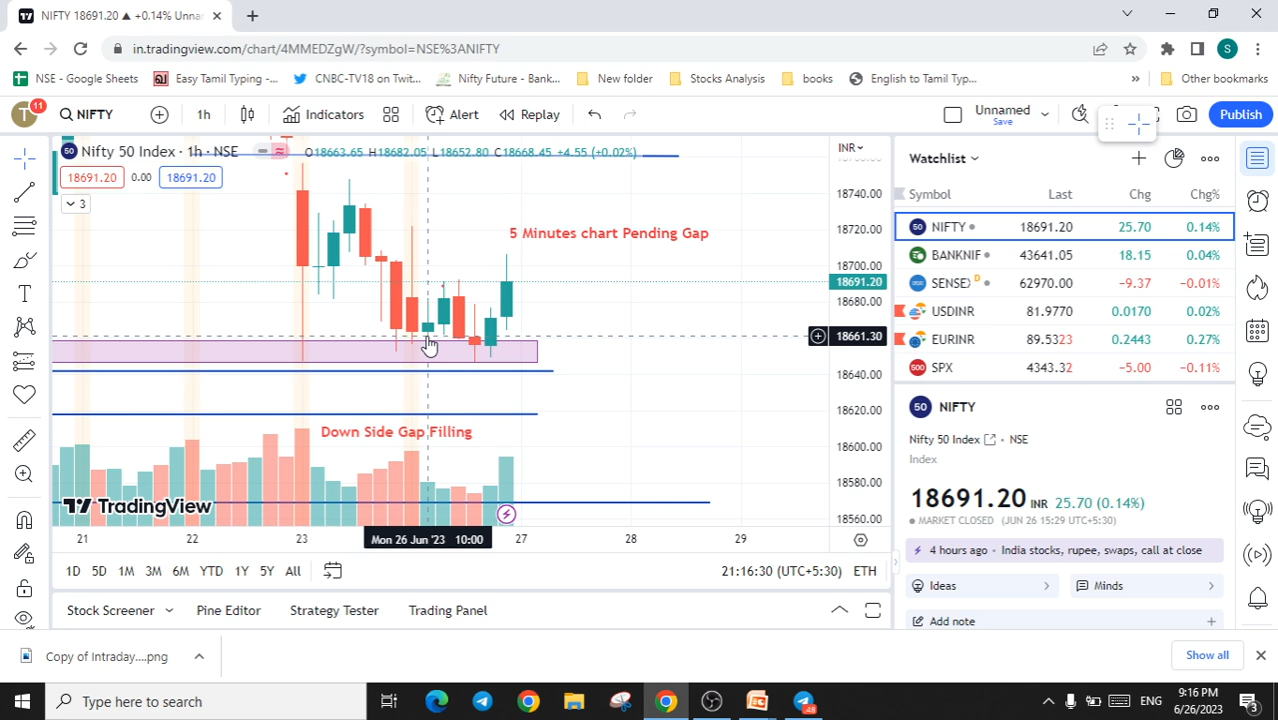 NIFTY 18691.20 ▲ +0.14% Unna
in.tradingview.com/chart/4MMEDZgW/?symbol=NSE%3ANIFTY
S
NSE - Google Sheets
Easy Tamil Typing -...
CNBC-TV18 on Twit...
Nifty Future - Bank...
New folder
Stocks Analysis
books
English to Tamil Typ...
»
Other bookmarks
T
11
NIFTY
1h
Indicators
Alert
Replay
Unnamed
Save
Publish
50
Nifty 50 Index · 1h · NSE
O18663.65 H18682.05 L18652.80 C18668.45 +4.55 (+0.02%)
18691.20
0.00
18691.20
3
5 Minutes chart Pending Gap
Down Side Gap Filling
TradingView
INR
18740.00
18720.00
18700.00
18691.20
18680.00
18661.30
18640.00
18620.00
18600.00
18580.00
18560.00
21
22
23
Mon 26 Jun '23 10:00
27
28
29
1D
5D
1M
3M
6M
YTD
1Y
5Y
All
21:16:30 (UTC+5:30)
ETH
Stock Screener
Pine Editor
Strategy Tester
Trading Panel
Watchlist
Symbol Last Chg Chg%
50 NIFTY 18691.20 25.70 0.14%
BANKNIF 43641.05 18.15 0.04%
SENSEX D 62970.00 -9.37 -0.01%
USDINR 81.9770 0.0170 0.02%
EURINR 89.5323 0.2443 0.27%
500 SPX 4343.32 -5.00 -0.11%
50 NIFTY
Nifty 50 Index · NSE
Index
18691.20 INR 25.70 (0.14%)
MARKET CLOSED (JUN 26 15:29 UTC+5:30)
4 hours ago · India stocks, rupee, swaps, call at close
Ideas
Minds
Add note
Copy of Intraday....png
Show all
Type here to search
48
ENG
9:16 PM
6/26/2023
3